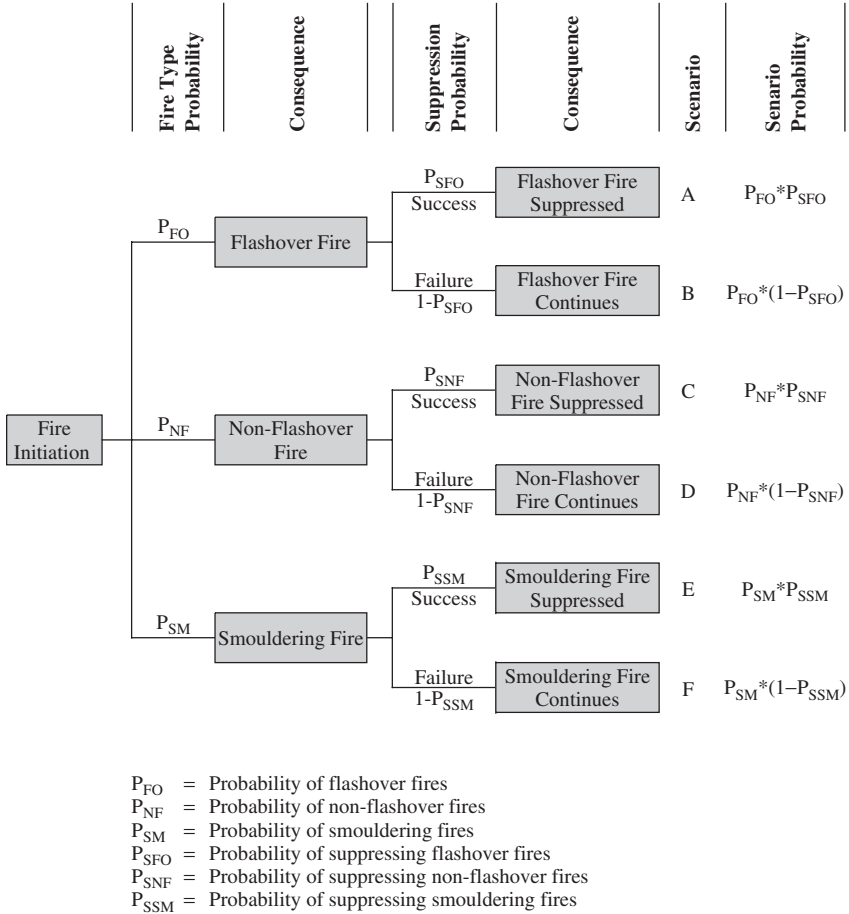 Fire Type
Probability
Consequence
Suppression
Probability
Consequence
Scenario
Senario
Probability
P_FO
Flashover Fire
P_SFO
Success
Flashover Fire
Suppressed
A
P_FO*P_SFO
Failure
1-P_SFO
Flashover Fire
Continues
B
P_FO*(1–P_SFO)
Fire
Initiation
P_NF
Non-Flashover
Fire
P_SNF
Success
Non-Flashover
Fire Suppressed
C
P_NF*P_SNF
Failure
1-P_SNF
Non-Flashover
Fire Continues
D
P_NF*(1–P_SNF)
P_SM
Smouldering Fire
P_SSM
Success
Smouldering Fire
Suppressed
E
P_SM*P_SSM
Failure
1-P_SSM
Smouldering Fire
Continues
F
P_SM*(1–P_SSM)
P_FO = Probability of flashover fires
P_NF = Probability of non-flashover fires
P_SM = Probability of smouldering fires
P_SFO = Probability of suppressing flashover fires
P_SNF = Probability of suppressing non-flashover fires
P_SSM = Probability of suppressing smouldering fires